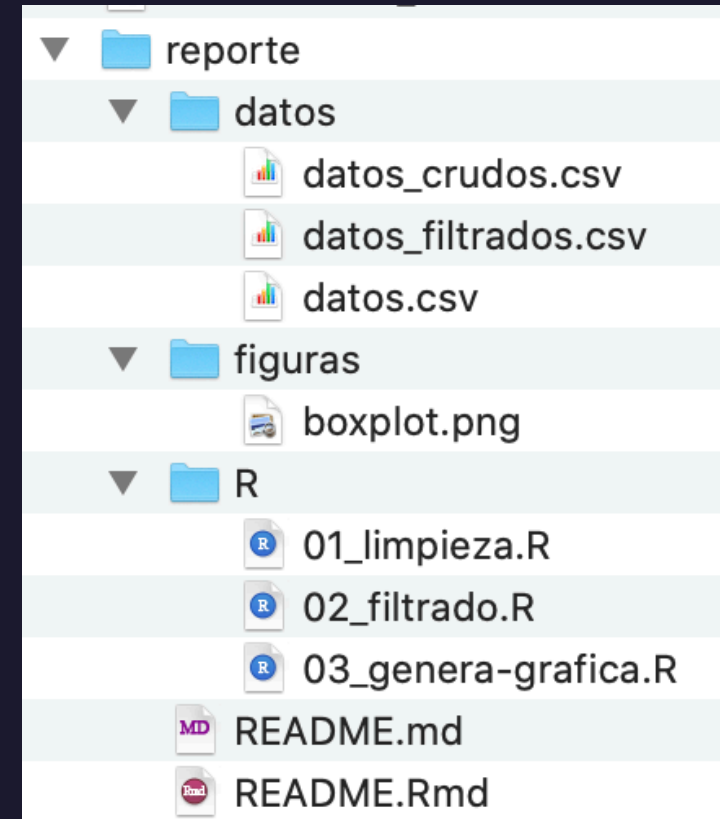 reporte
datos
datos_crudos.csv
datos_filtrados.csv
datos.csv
figuras
boxplot.png
R
R 01_limpieza.R
R 02_filtrado.R
R 03_genera-grafica.R
MD README.md
Rmd README.Rmd